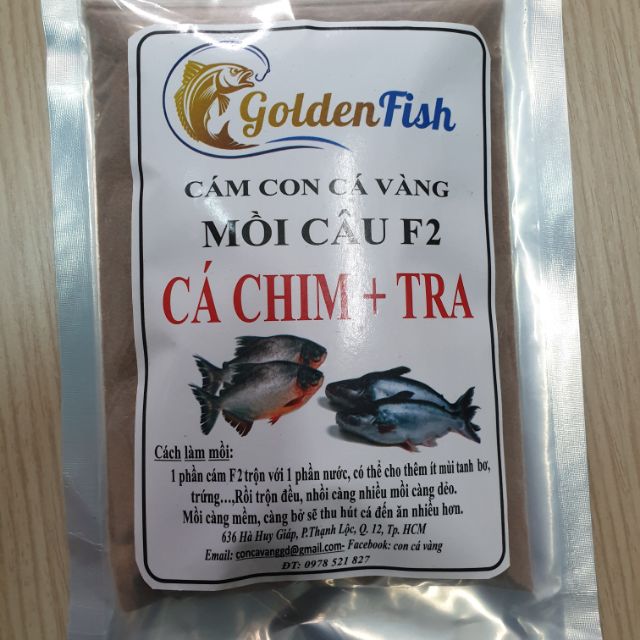 GoldenFish
CÁM CON CÁ VÀNG
MỒI CÂU F2
CÁ CHIM + TRA
Cách làm mồi:
1 phần cám F2 trộn với 1 phần nước, có thể cho thêm ít mùi tanh bơ,
trứng...,Rồi trộn đều, nhồi càng nhiều mồi càng dẻo.
Mồi càng mềm, càng bở sẽ thu hút cá đến ăn nhiều hơn.
636 Hà Huy Giáp, P.Thạnh Lộc, Q. 12, Tp. HCM
Email: concavanggd@gmail.com- Facebook: con cá vàng
ĐT: 0978 521 827